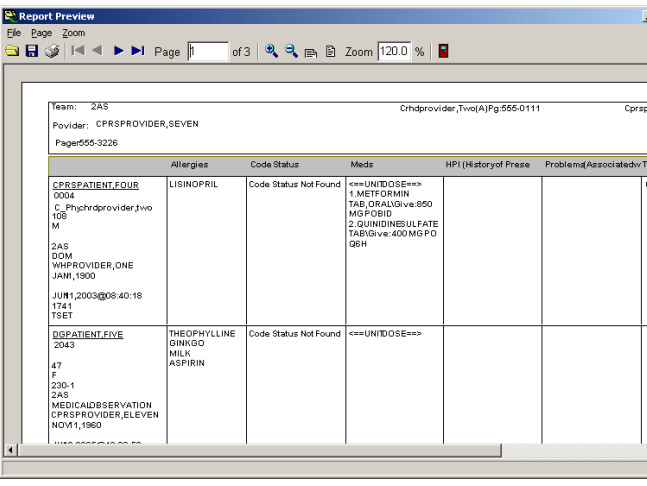 Report Preview
File Page Zoom
Page 1 of 3 Zoom 120.0 %
Team: 2AS Crhdprovider,Two(A)Pg:555-0111
Povider: CPRSPROVIDER,SEVEN
Pager555-3226
Allergies Code Status Meds HPI (Historyof Prese Problems(Associatedw
CPRSPATIENT,FOUR LISINOPRIL Code Status Not Found <==UNITDOSE==>
0004 1.METFORMIN
C_Phychrdprovider,two TAB,ORAL\Give:850
108 MGPOBID
M 2.QUINIDINESULFATE
TAB\Give:400MGPO
2AS Q6H
DOM
WHPROVIDER,ONE
JAN1,1900
JUN1,2003@08:40:18
1741
TSET
DGPATIENT,FIVE THEOPHYLLINE Code Status Not Found <==UNITDOSE==>
2043 GINKGO
MILK
47 ASPIRIN
F
230-1
2AS
MEDICALOBSERVATION
CPRSPROVIDER,ELEVEN
NOV11,1960